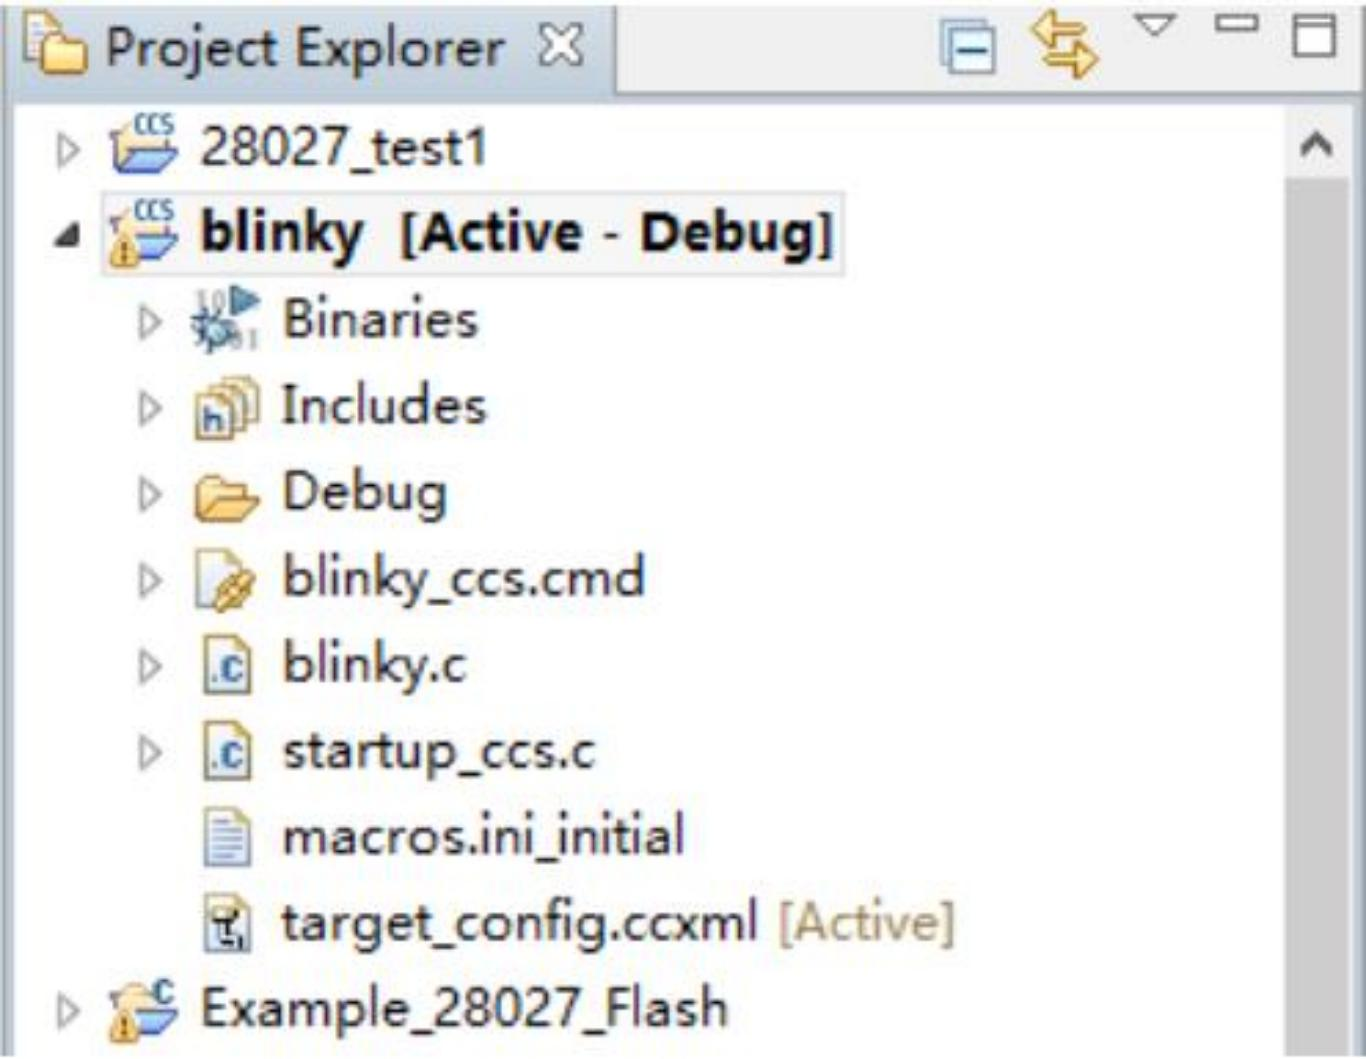 Project Explorer
28027_test1
blinky [Active - Debug]
Binaries
Includes
Debug
blinky_ccs.cmd
blinky.c
startup_ccs.c
macros.ini_initial
target_config.ccxml [Active]
Example_28027_Flash